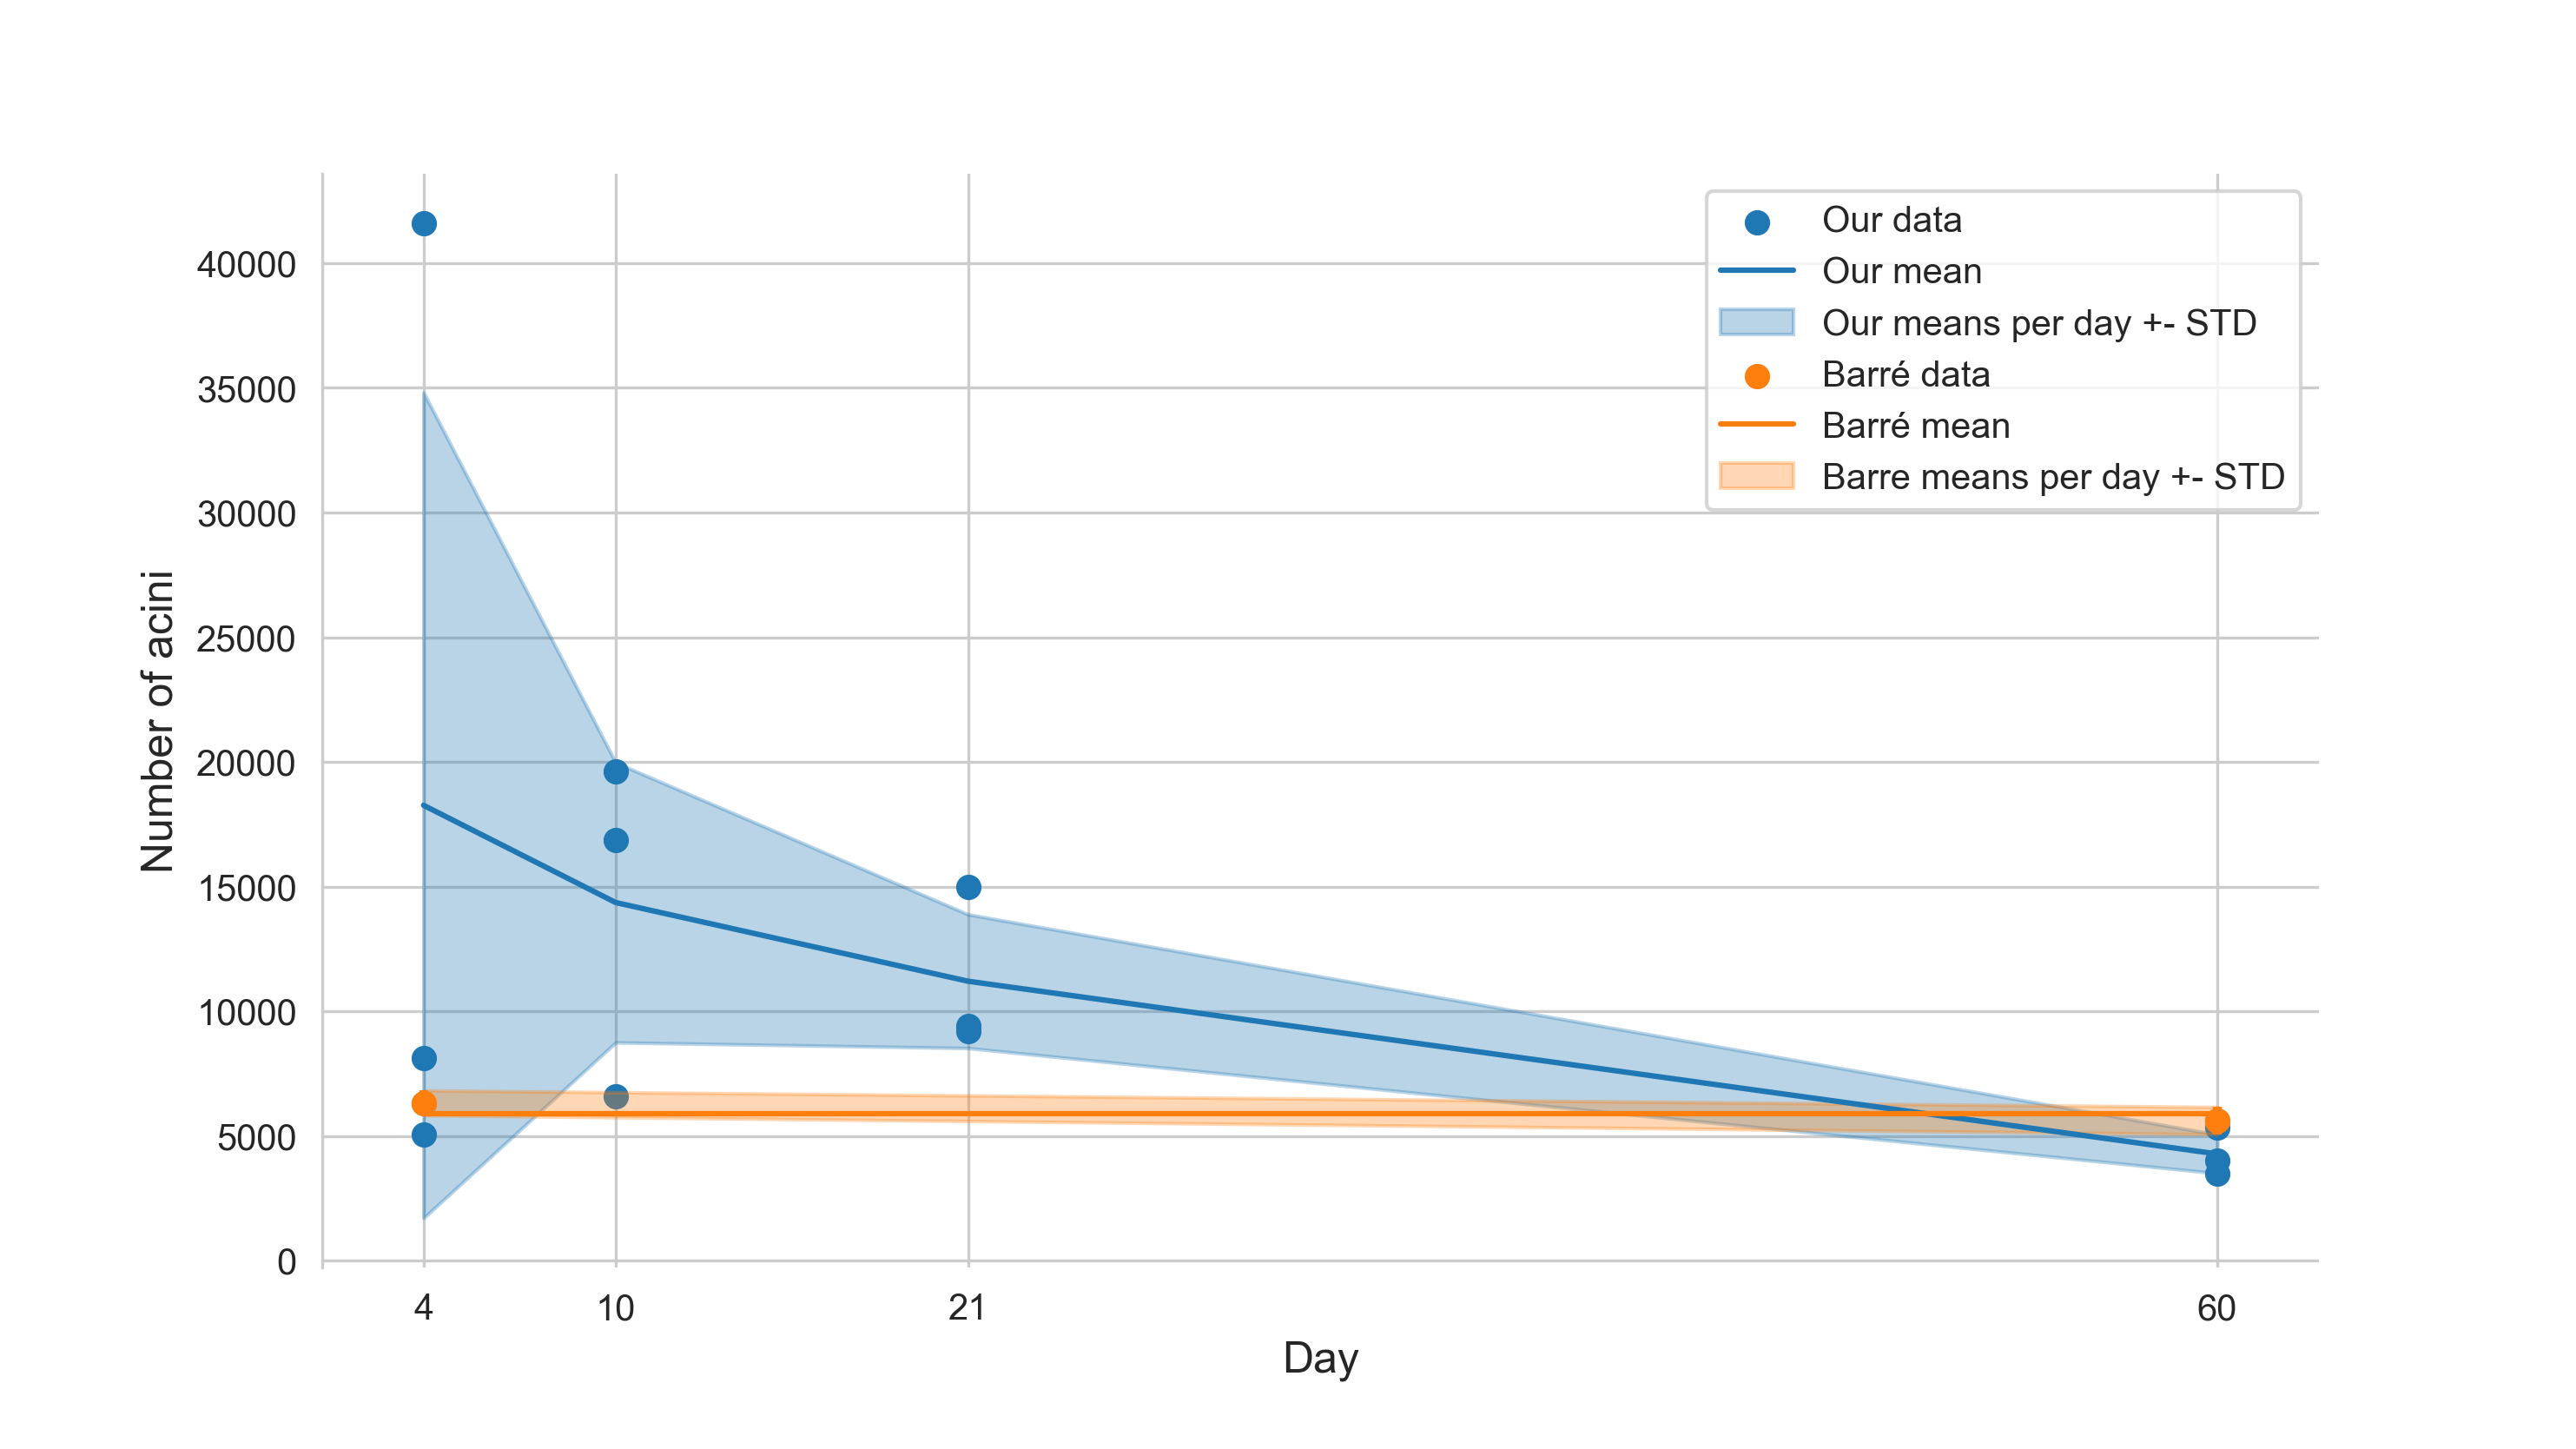 Our data
Our mean
Our means per day +- STD
Barré data
Barré mean
Barre means per day +- STD
40000
35000
30000
25000
20000
15000
10000
5000
0
Number of acini
4
10
21
60
Day